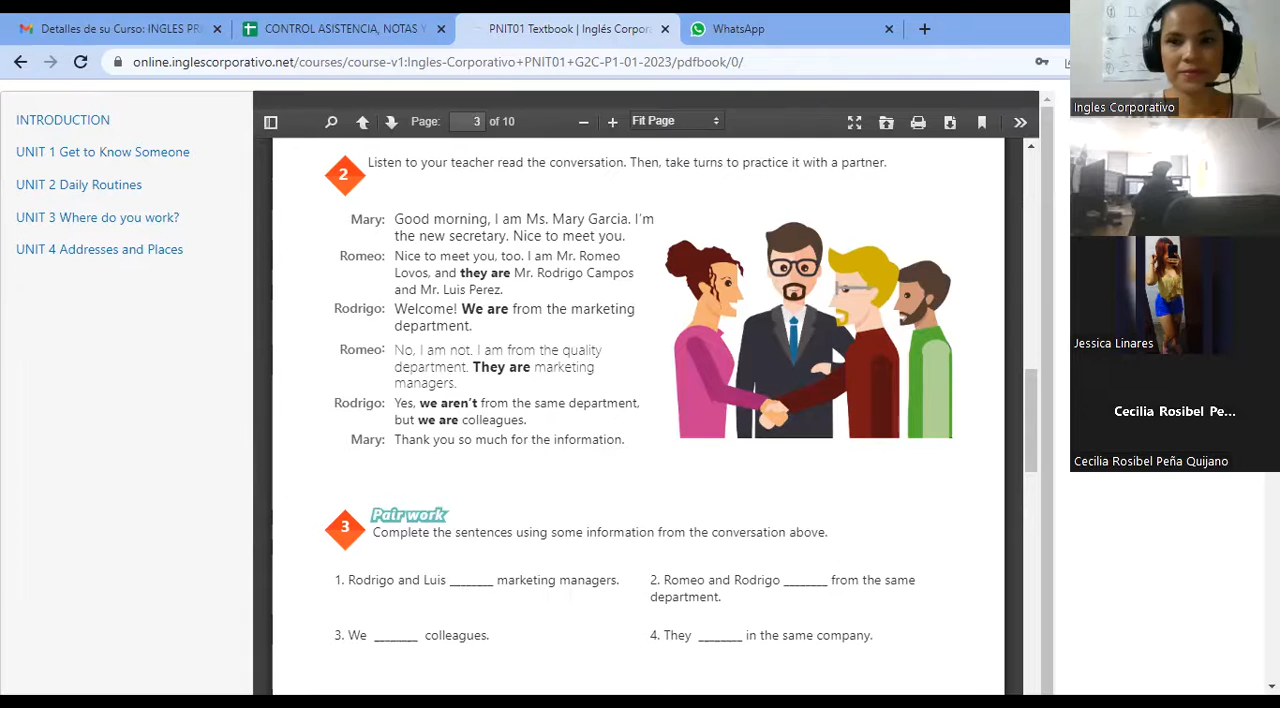 Detalles de su Curso: INGLES PRI
CONTROL ASISTENCIA, NOTAS Y
PNIT01 Textbook | Inglés Corpor
WhatsApp
online.inglescorporativo.net/courses/course-v1:Ingles-Corporativo+PNIT01+G2C-P1-01-2023/pdfbook/0/
INTRODUCTION
UNIT 1 Get to Know Someone
UNIT 2 Daily Routines
UNIT 3 Where do you work?
UNIT 4 Addresses and Places
Page: 3 of 10
Fit Page
2 Listen to your teacher read the conversation. Then, take turns to practice it with a partner.
Mary: Good morning, I am Ms. Mary Garcia. I'm
the new secretary. Nice to meet you.
Romeo: Nice to meet you, too. I am Mr. Romeo
Lovos, and they are Mr. Rodrigo Campos
and Mr. Luis Perez.
Rodrigo: Welcome! We are from the marketing
department.
Romeo: No, I am not. I am from the quality
department. They are marketing
managers.
Rodrigo: Yes, we aren't from the same department,
but we are colleagues.
Mary: Thank you so much for the information.
3 Pair work
Complete the sentences using some information from the conversation above.
1. Rodrigo and Luis _______ marketing managers.
2. Romeo and Rodrigo _______ from the same
department.
3. We _______ colleagues.
4. They _______ in the same company.
Ingles Corporativo
Jessica Linares
Cecilia Rosibel Pe...
Cecilia Rosibel Peña Quijano